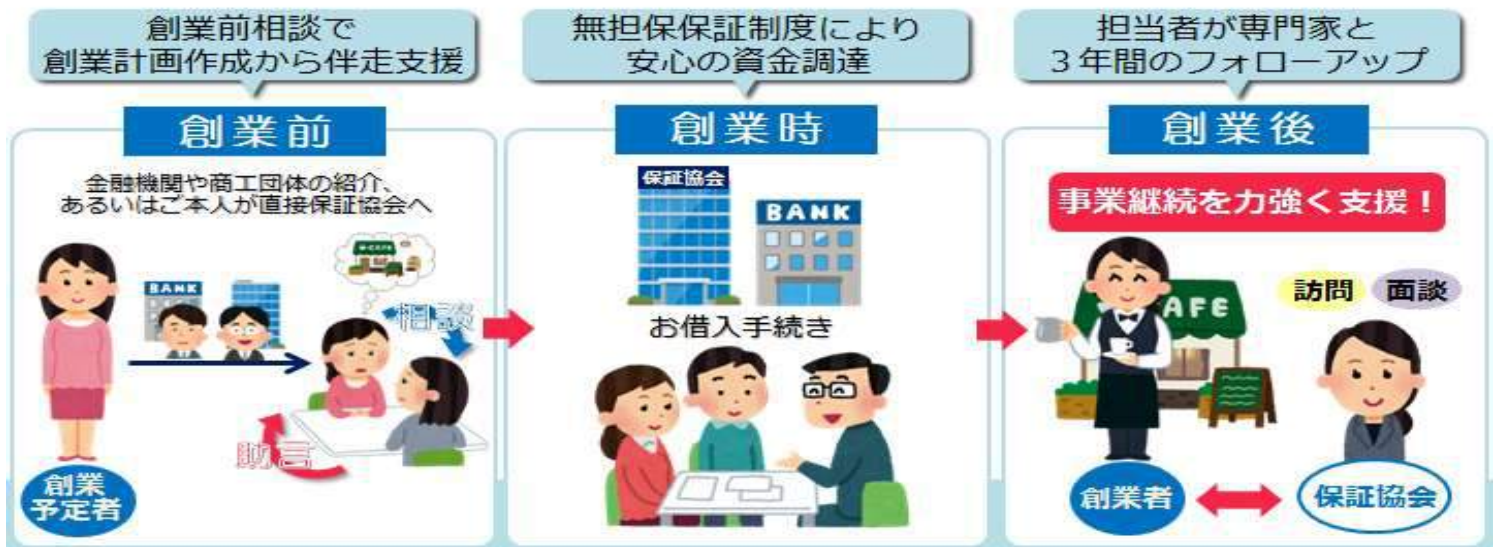 創業前相談で
創業計画作成から伴走支援
創業前
金融機関や商工団体の紹介、
あるいはご本人が直接保証協会へ
BANK
相談
助言
創業
予定者
無担保保証制度により
安心の資金調達
創業時
保証協会
BANK
お借入手続き
担当者が専門家と
3年間のフォローアップ
創業後
事業継続を力強く支援!
CAFE
訪問
面談
創業者
保証協会